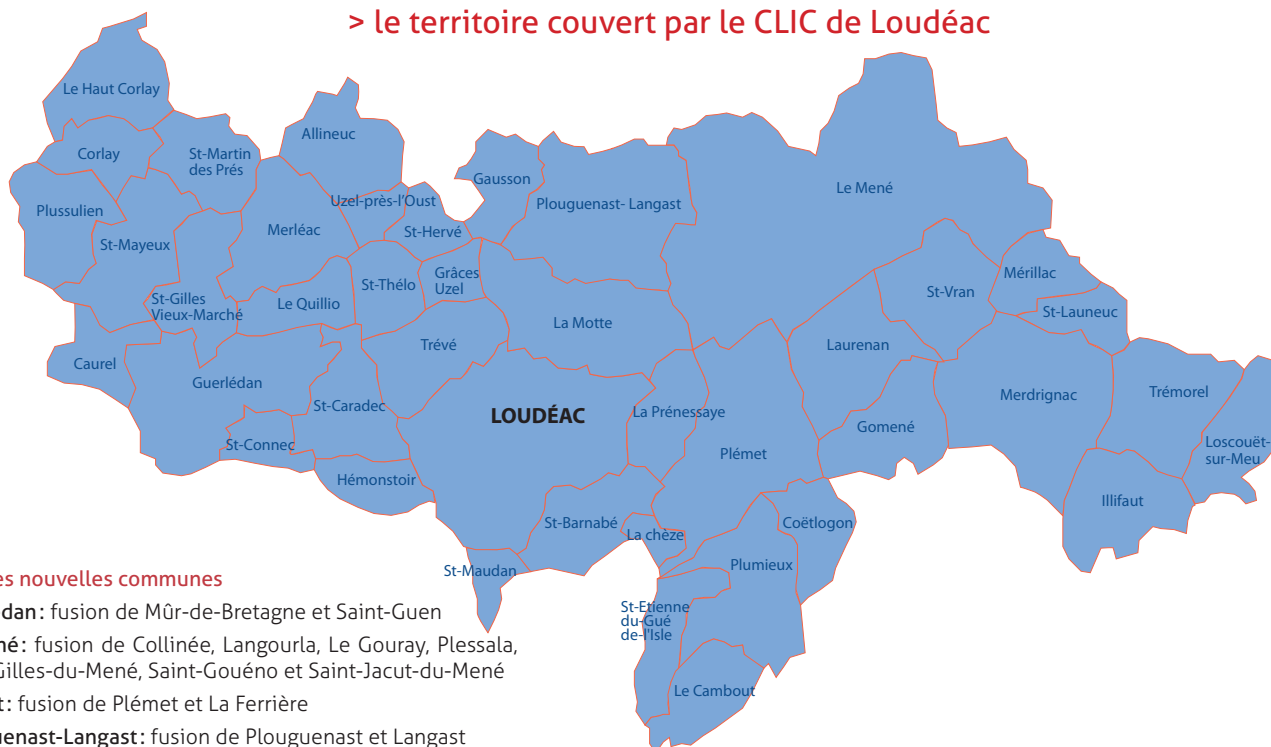 > le territoire couvert par le CLIC de Loudéac
Le Haut Corlay
Corlay
St-Martin
des Prés
Allineuc
Plussulien
St-Mayeux
Merléac
Uzel-près-l'Oust
St-Hervé
Gausson
Plouguenast- Langast
Le Mené
St-Gilles
Vieux-Marché
Le Quillio
St-Thélo
Grâces
Uzel
La Motte
St-Vran
Mérillac
St-Launeuc
Caurel
Guerlédan
Trévé
Laurenan
Merdrignac
Trémorel
St-Caradec
LOUDÉAC
La Prénessaye
Plémet
Gomené
Loscouët-
sur-Meu
St-Connec
Hémonstoir
St-Barnabé
La chèze
Coëtlogon
Illifaut
St-Maudan
Plumieux
St-Etienne
du-Gué
de-l'Isle
Le Cambout
es nouvelles communes
dan : fusion de Mûr-de-Bretagne et Saint-Guen
né : fusion de Collinée, Langourla, Le Gouray, Plessala,
Gilles-du-Mené, Saint-Gouéno et Saint-Jacut-du-Mené
t : fusion de Plémet et La Ferrière
uenast-Langast : fusion de Plouguenast et Langast